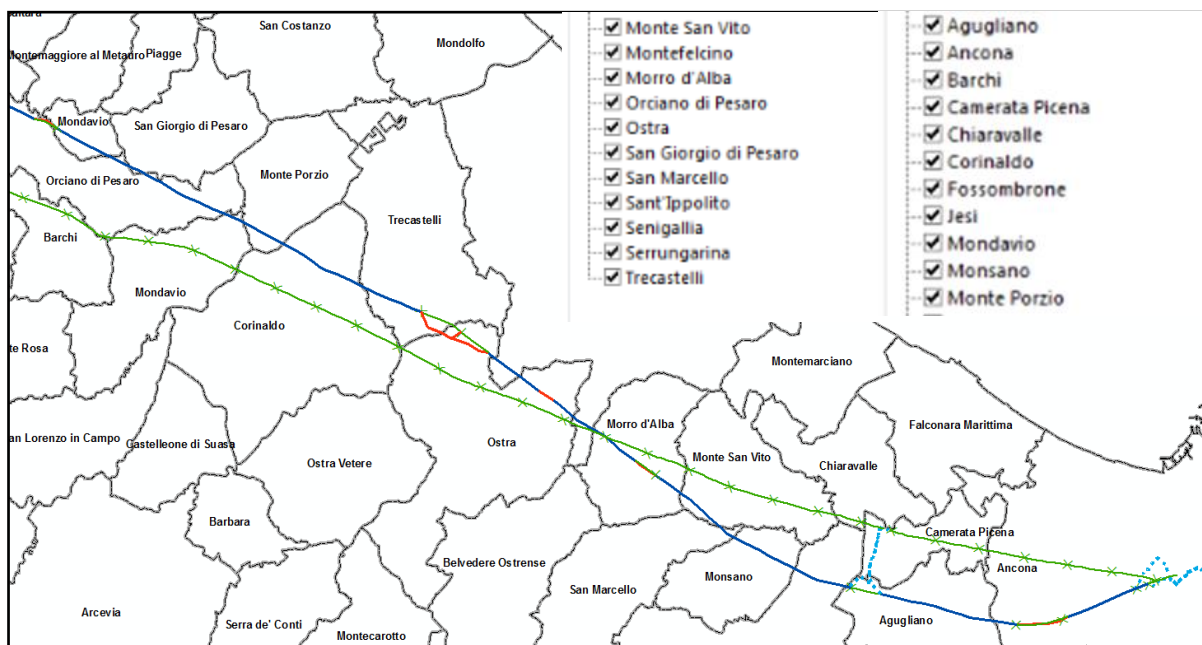 San Costanzo
Mondolfo
Montemaggiore al Metauro
Piagge
Mondavio
San Giorgio di Pesaro
Orciano di Pesaro
Monte Porzio
Trecastelli
Barchi
Mondavio
Corinaldo
te Rosa
an Lorenzo in Campo
Castelleone di Suasa
Ostra Vetere
Ostra
Morro d'Alba
Monte San Vito
Montemarciano
Falconara Marittima
Chiaravalle
Barbara
Camerata Picena
Belvedere Ostrense
Ancona
Monsano
San Marcello
Arcevia
Serra de' Conti
Montecarotto
Agugliano
Monte San Vito
Montefelcino
Morro d'Alba
Orciano di Pesaro
Ostra
San Giorgio di Pesaro
San Marcello
Sant'Ippolito
Senigallia
Serrungarina
Trecastelli
Agugliano
Ancona
Barchi
Camerata Picena
Chiaravalle
Corinaldo
Fossombrone
Jesi
Mondavio
Monsano
Monte Porzio